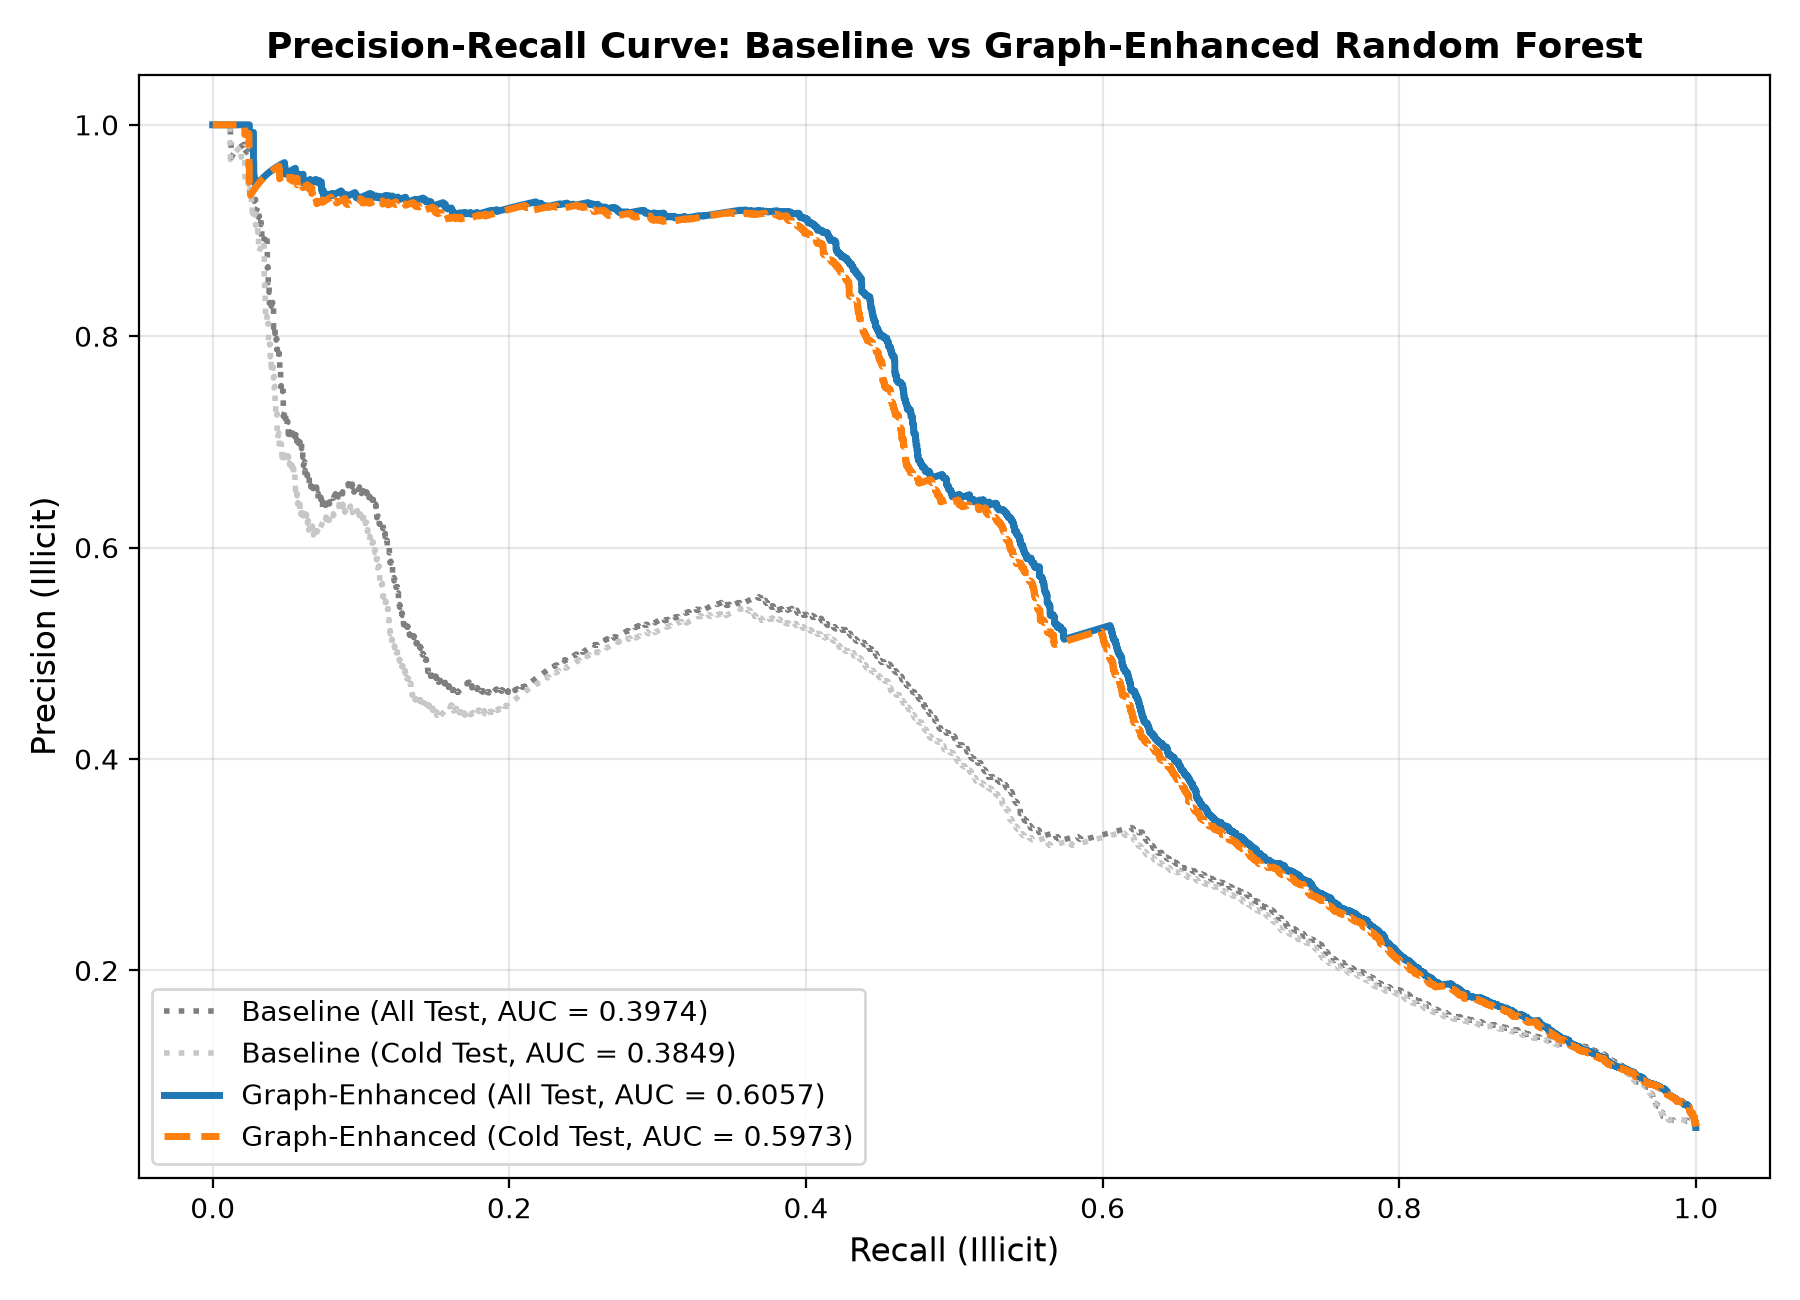 Precision-Recall Curve: Baseline vs Graph-Enhanced Random Forest
Precision (Illicit)
1.0
0.8
0.6
0.4
0.2
Baseline (All Test, AUC = 0.3974)
Baseline (Cold Test, AUC = 0.3849)
Graph-Enhanced (All Test, AUC = 0.6057)
Graph-Enhanced (Cold Test, AUC = 0.5973)
0.0 0.2 0.4 0.6 0.8 1.0
Recall (Illicit)